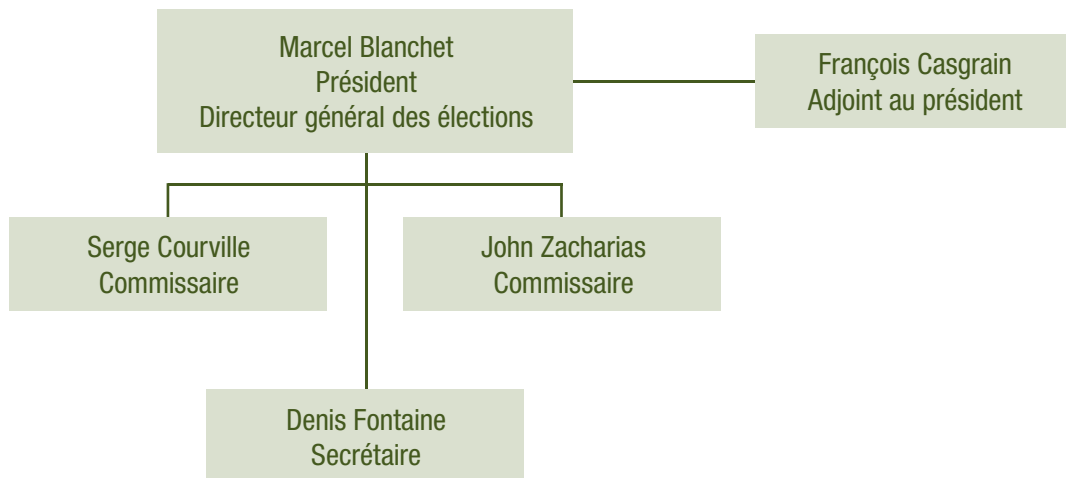 Marcel Blanchet
Président
Directeur général des élections
François Casgrain
Adjoint au président
Serge Courville
Commissaire
John Zacharias
Commissaire
Denis Fontaine
Secrétaire